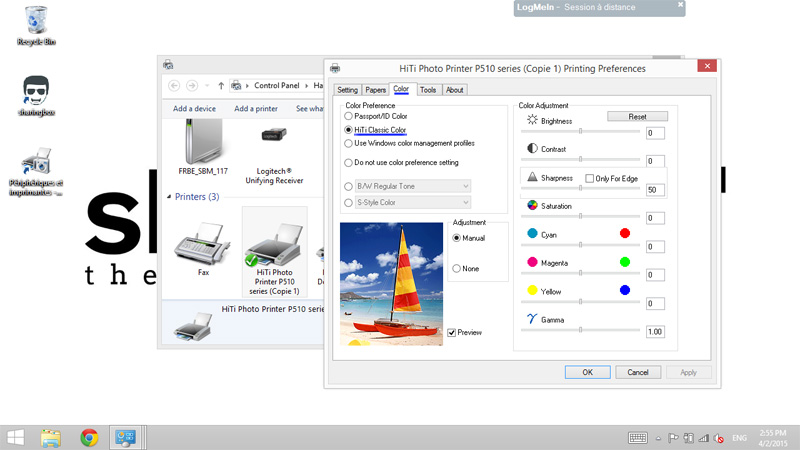 LogMeIn - Session à distance
Recycle Bin
sharingbox
Périphériques et
imprimantes - ...
Control Panel
Ha
Add a device
Add a printer
See wha
FRBE_SBM_117
Logitech®
Unifying Receiver
Printers (3)
Fax
HiTi Photo
Printer P510
series (Copie 1)
HiTi Photo Printer P510 series
the
HiTi Photo Printer P510 series (Copie 1) Printing Preferences
Setting
Papers
Color
Tools
About
Color Preference
Passport/ID Color
HiTi Classic Color
Use Windows color management profiles
Do not use color preference setting
B/W Regular Tone
S-Style Color
Adjustment
Manual
None
Preview
Color Adjustment
Reset
Brightness
0
Contrast
0
Sharpness
Only For Edge
50
Saturation
0
Cyan
0
Magenta
0
Yellow
0
Gamma
1.00
OK
Cancel
Apply
ENG
2:55 PM
4/2/2015